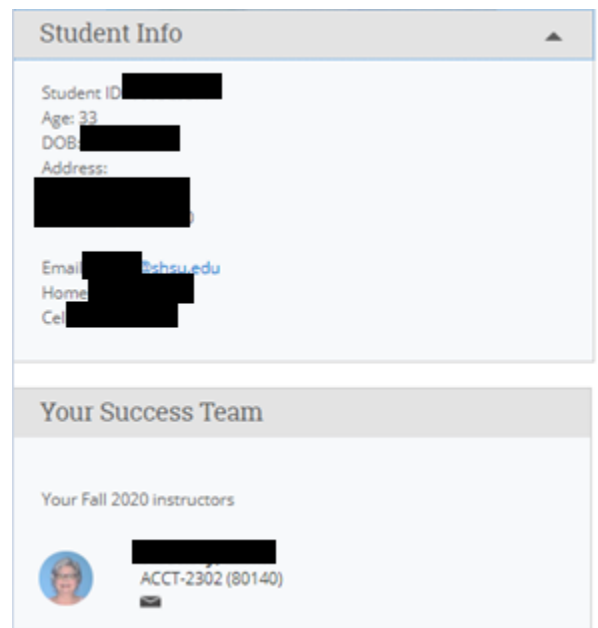 Student Info
Student ID
Age: 33
DOB:
Address:
Email @shsu.edu
Home
Cel
Your Success Team
Your Fall 2020 instructors
ACCT-2302 (80140)